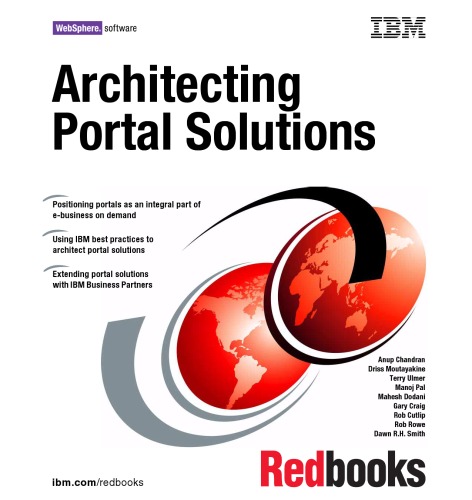 WebSphere. software
IBM
Architecting
Portal Solutions
Positioning portals as an integral part of
e-business on demand
Using IBM best practices to
architect portal solutions
Extending portal solutions
with IBM Business Partners
Anup Chandran
Driss Moutayakine
Terry Ulmer
Manoj Pal
Mahesh Dodani
Gary Craig
Rob Cutlip
Rob Rowe
Dawn R.H. Smith
ibm.com/redbooks
Redbooks